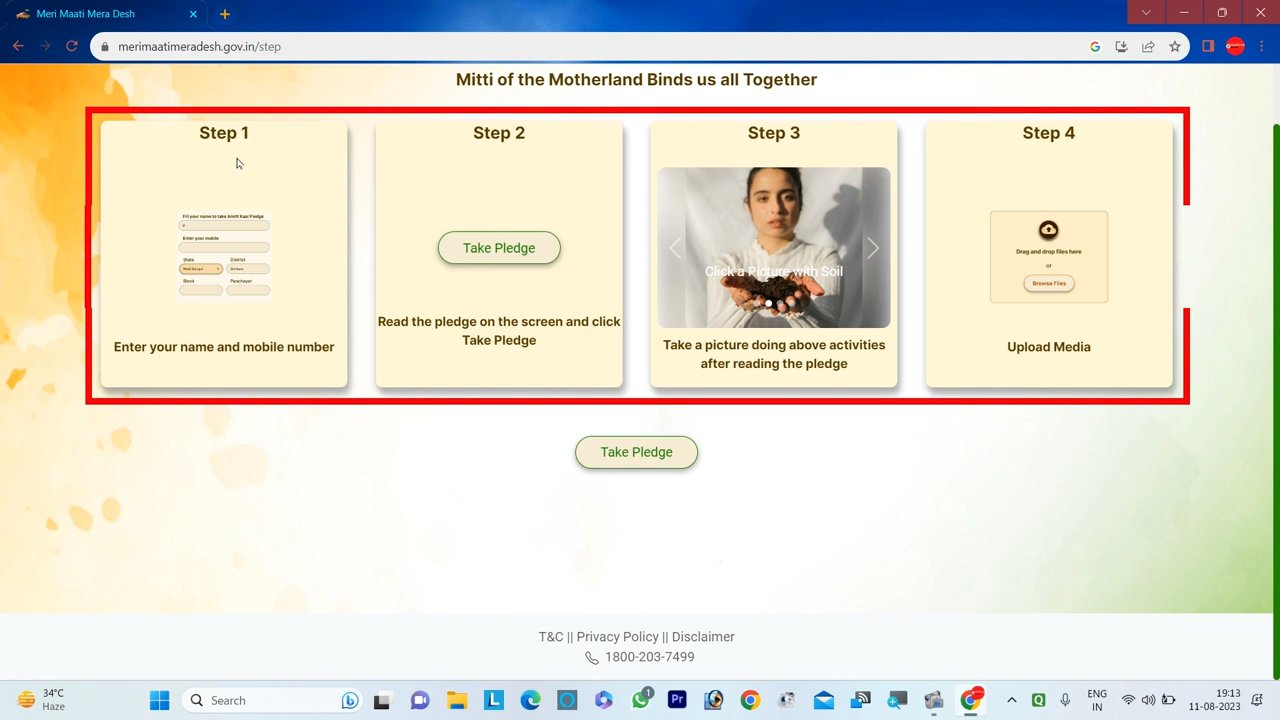 Meri Maati Mera Desh
merimaatimeradesh.gov.in/step
Mitti of the Motherland Binds us all Together
Step 1
Fill your name to take Amrit Kaal Pledge
Enter your mobile
State
District
Block
Panchayat
Enter your name and mobile number
Step 2
Take Pledge
Read the pledge on the screen and click
Take Pledge
Step 3
Click a Picture with Soil
Take a picture doing above activities
after reading the pledge
Step 4
Drag and drop files here
or
Browse Files
Upload Media
Take Pledge
T&C || Privacy Policy || Disclaimer
1800-203-7499
34°C
Haze
Search
1
ENG
IN
19:13
11-08-2023